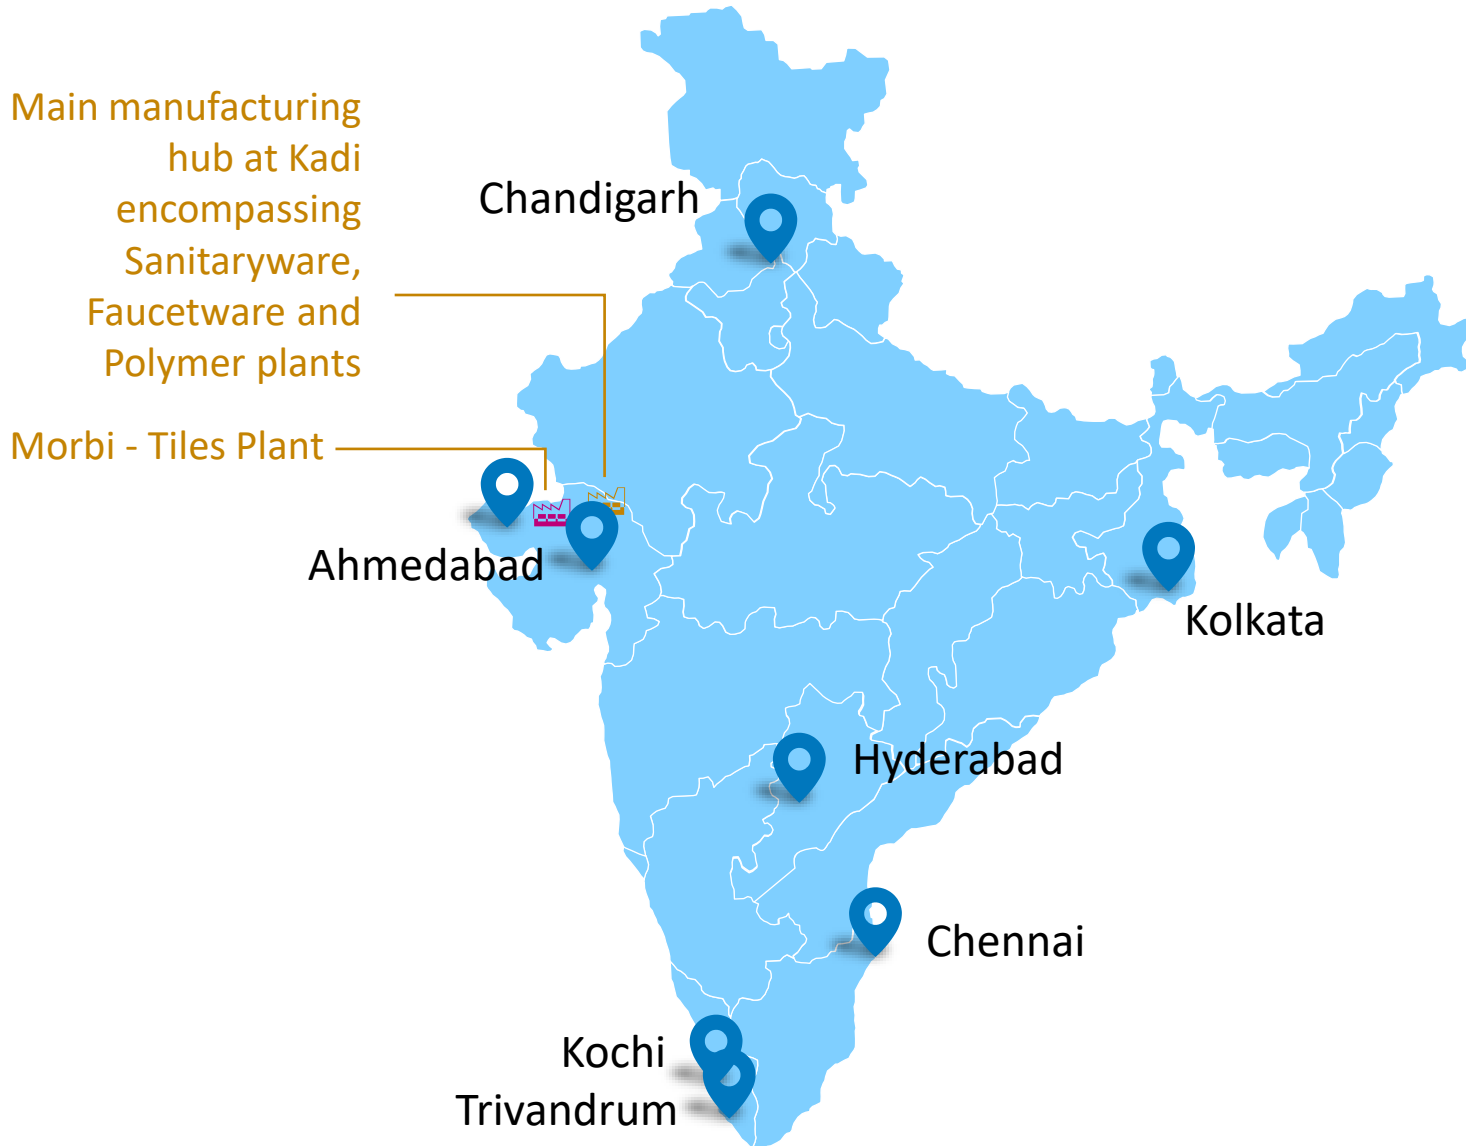 Main manufacturing
hub at Kadi
encompassing
Sanitaryware,
Faucetware and
Polymer plants
Chandigarh
Morbi - Tiles Plant
Ahmedabad
Kolkata
Hyderabad
Chennai
Kochi
Trivandrum